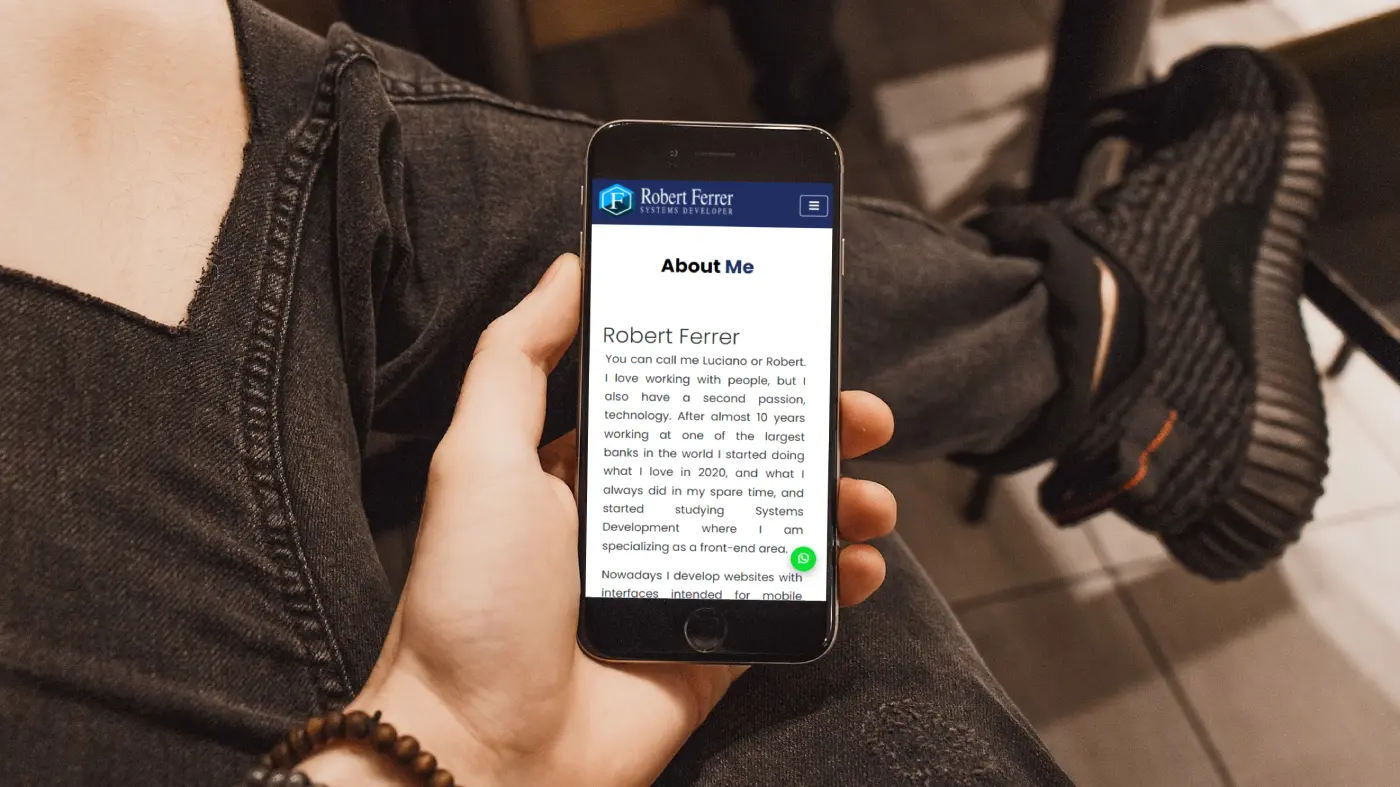 F
Robert Ferrer
SYSTEMS DEVELOPER
About Me
Robert Ferrer
You can call me Luciano or Robert.
I love working with people, but I
also have a second passion,
technology. After almost 10 years
working at one of the largest
banks in the world I started doing
what I love in 2020, and what I
always did in my spare time, and
started studying Systems
Development where I am
specializing as a front-end area.
Nowadays I develop websites with
interfaces intended for mobile